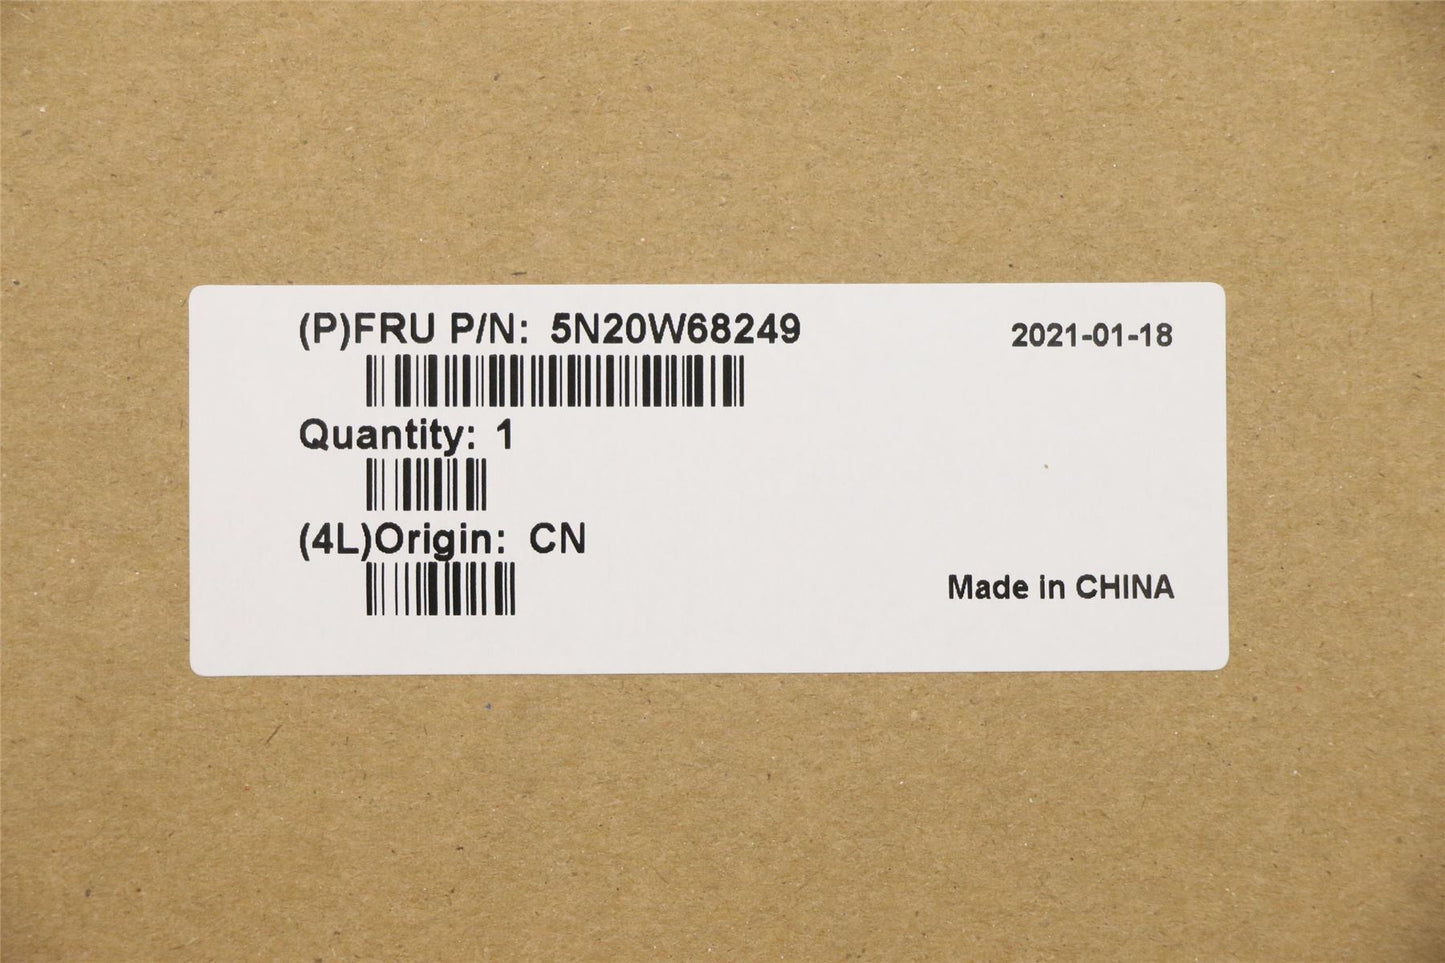 (P)FRU P/N: 5N20W68249
2021-01-18
Quantity: 1
(4L)Origin: CN
Made in CHINA